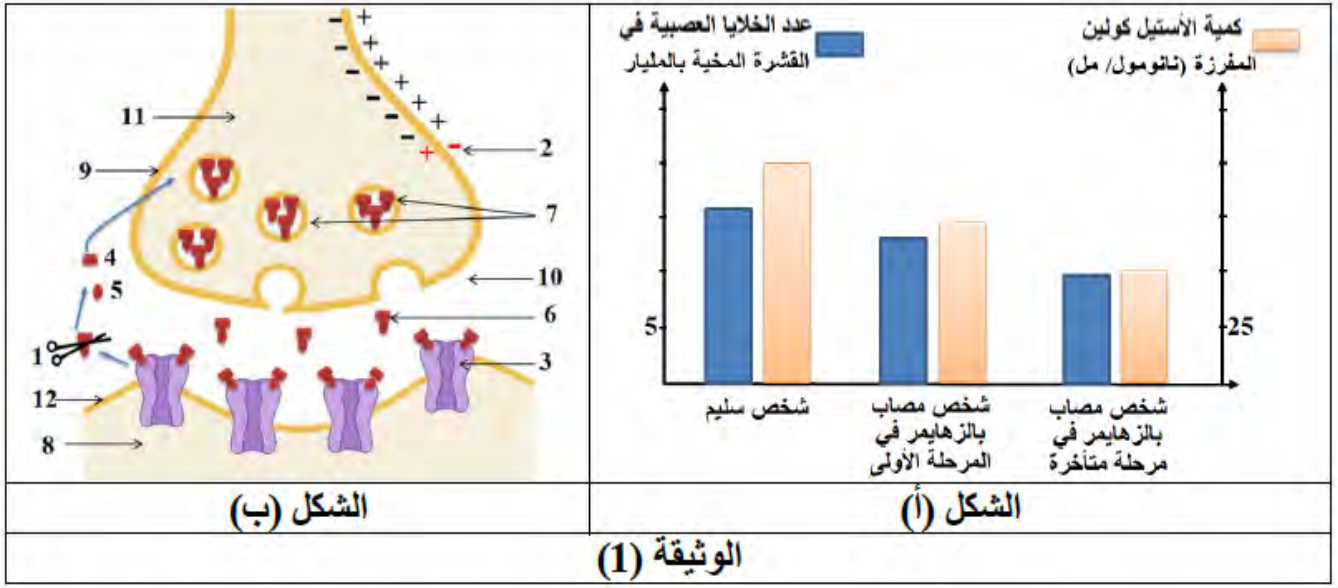 كمية الأستيل كولين
المفرزة (نانومول/ مل)
عدد الخلايا العصبية في
القشرة المخية بالمليار
5
25
شخص سليم
شخص مصاب
بالزهايمر في
المرحلة الأولى
شخص مصاب
بالزهايمر في
مرحلة متأخرة
الشكل (أ)
11
9
2
7
4
5
10
6
1
3
12
8
+ + + + + + +
- - - - - - -
الشكل (ب)
الوثيقة (1)